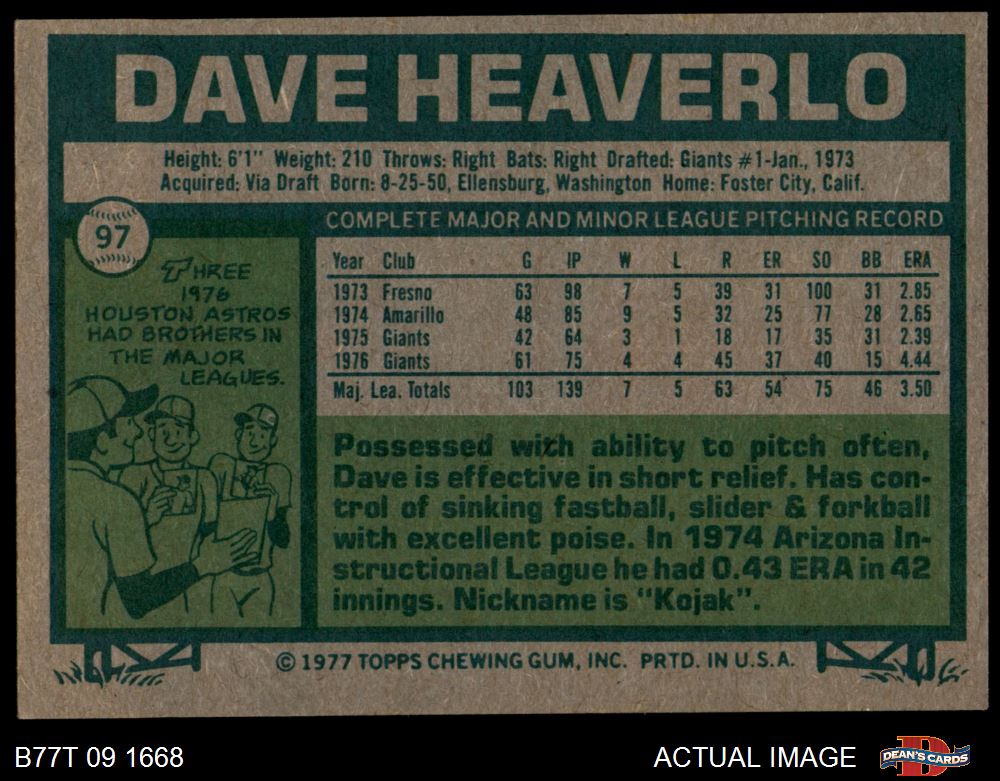 DAVE HEAVERLO
Height: 6'1" Weight: 210 Throws: Right Bats: Right Drafted: Giants #1-Jan., 1973
Acquired: Via Draft Born: 8-25-50, Ellensburg, Washington Home: Foster City, Calif.
97
THREE
1976
HOUSTON ASTROS
HAD BROTHERS IN
THE MAJOR
LEAGUES.
COMPLETE MAJOR AND MINOR LEAGUE PITCHING RECORD
Year Club G IP W L R ER SO BB ERA
1973 Fresno 63 98 7 5 39 31 100 31 2.85
1974 Amarillo 48 85 9 5 32 25 77 28 2.65
1975 Giants 42 64 3 1 18 17 35 31 2.39
1976 Giants 61 75 4 4 45 37 40 15 4.44
Maj. Lea. Totals 103 139 7 5 63 54 75 46 3.50
Possessed with ability to pitch often,
Dave is effective in short relief. Has con-
trol of sinking fastball, slider & forkball
with excellent poise. In 1974 Arizona In-
structional League he had 0.43 ERA in 42
innings. Nickname is "Kojak".
© 1977 TOPPS CHEWING GUM, INC. PRTD. IN U.S.A.
B77T 09 1668
ACTUAL IMAGE
DEAN'S CARDS